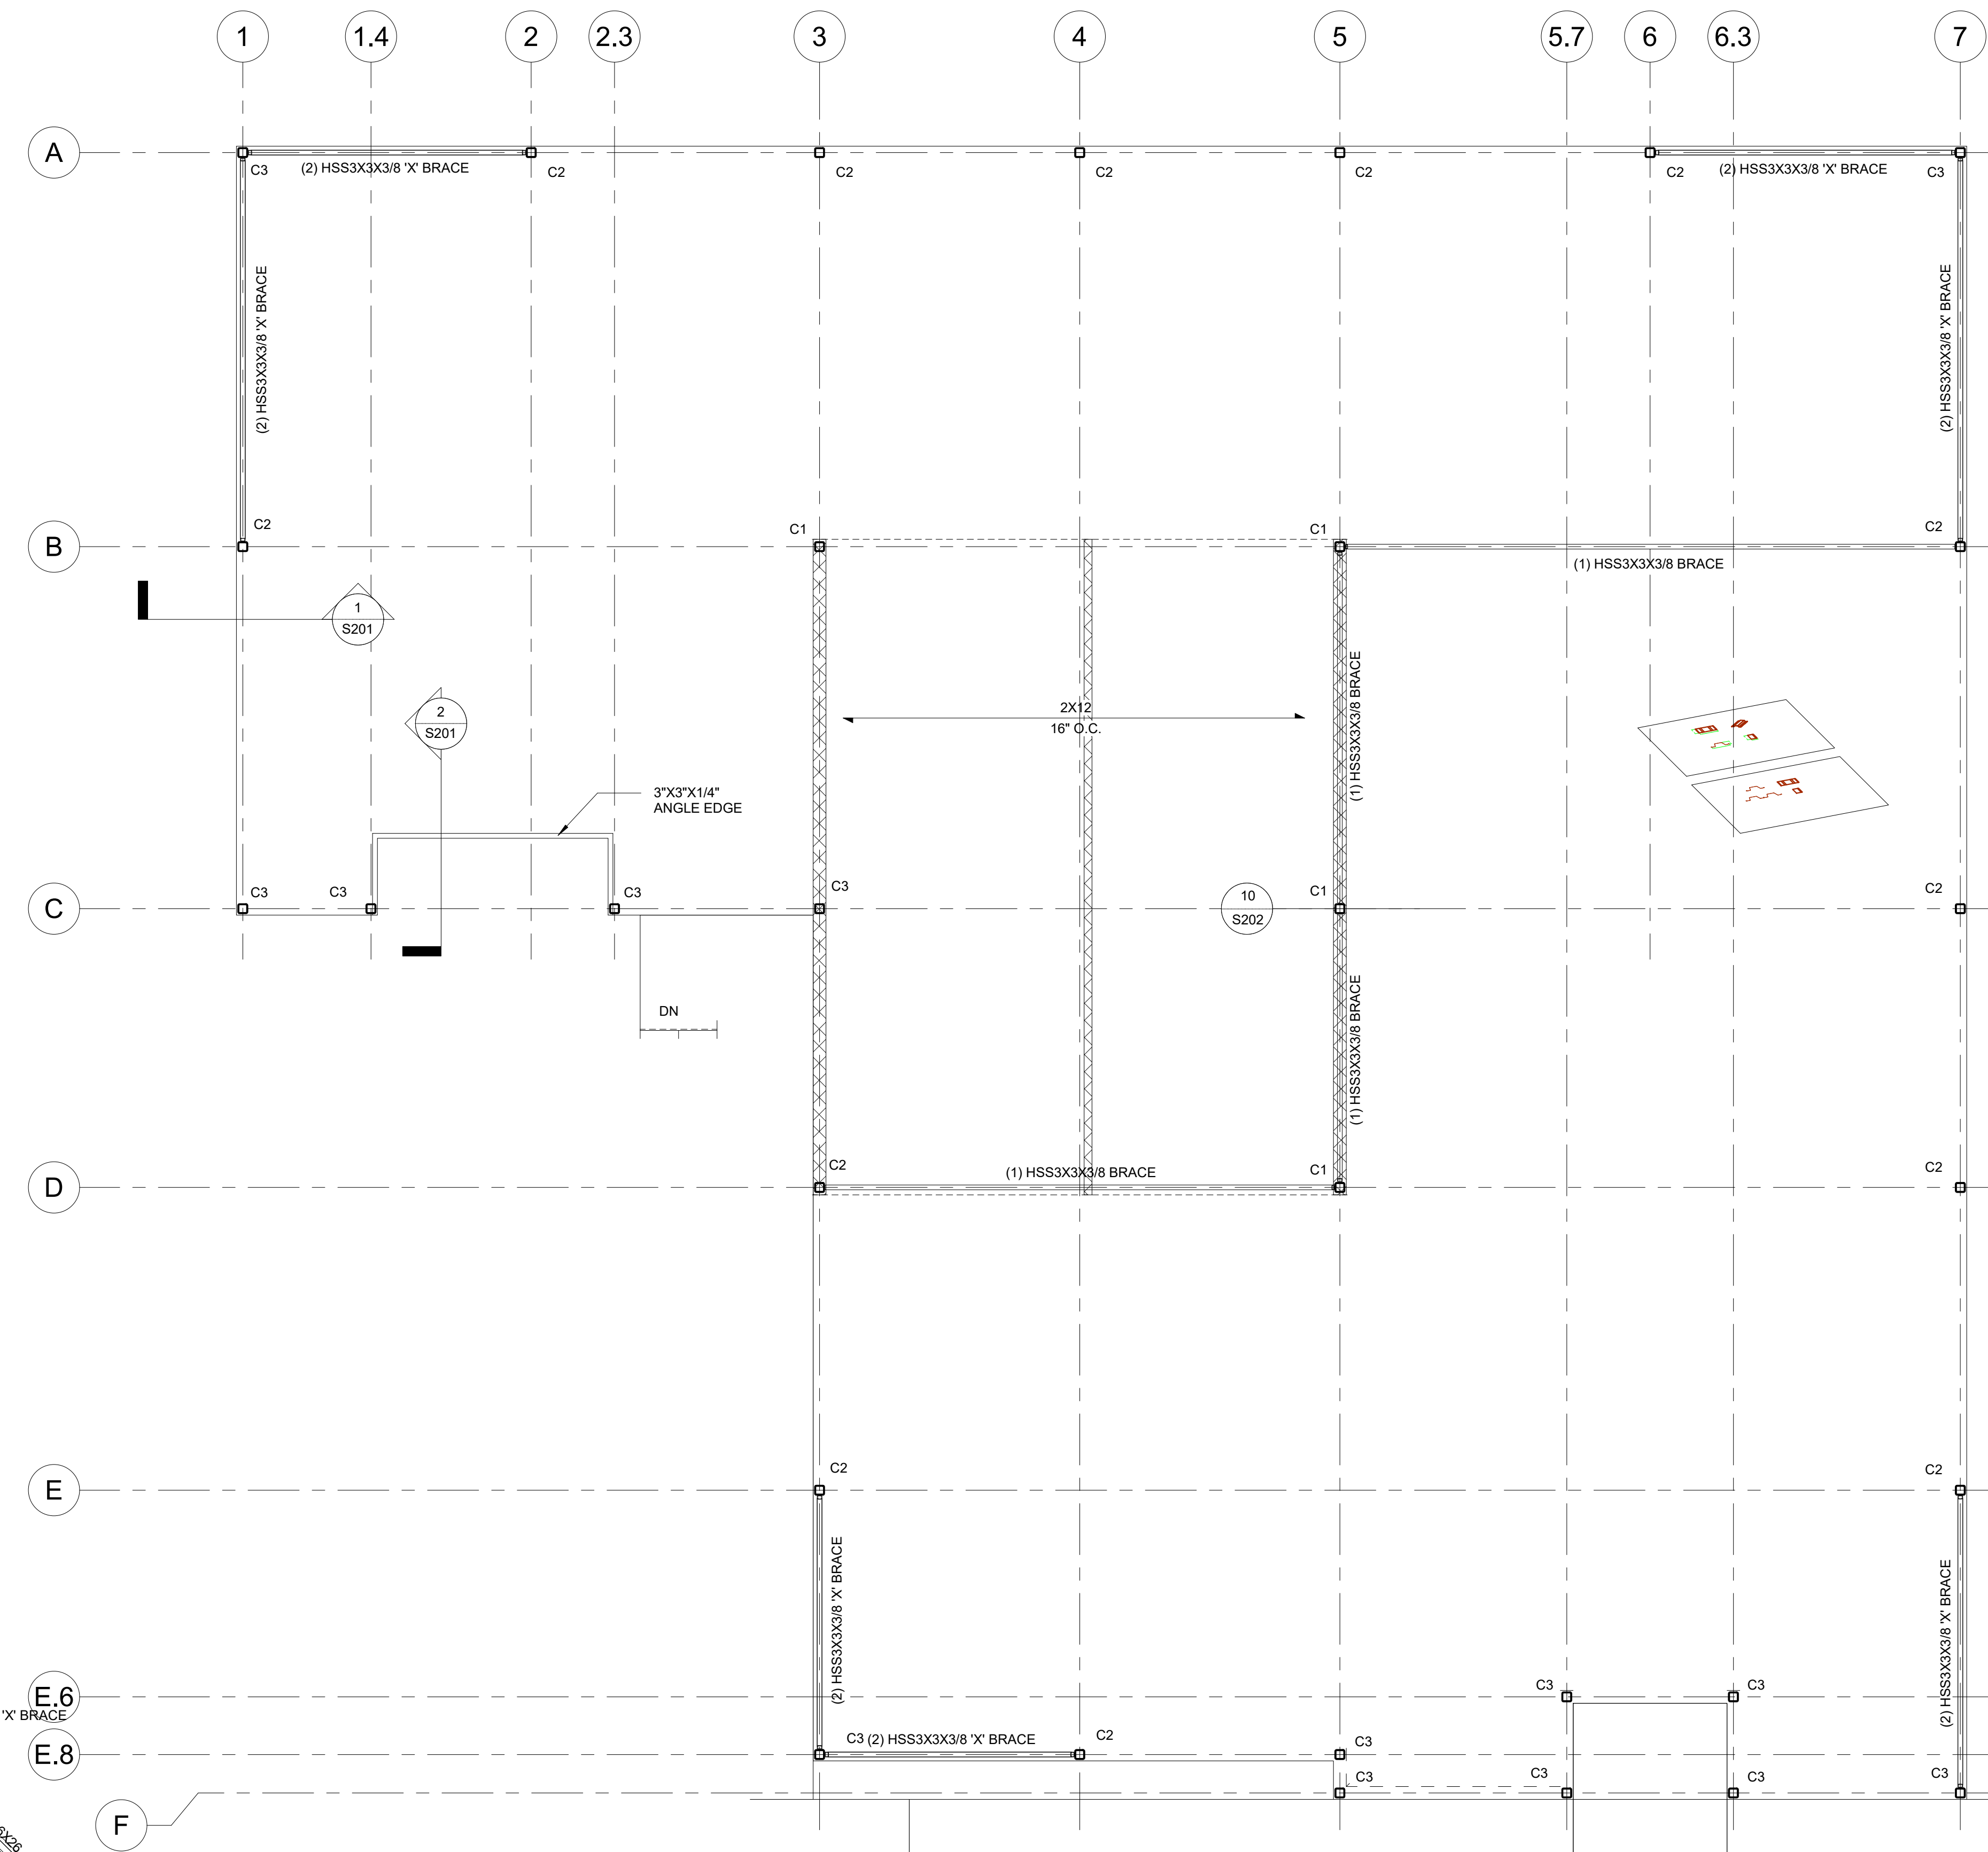 1 1.4 2 2.3 3 4 5 5.7 6 6.3 7
A
C3 (2) HSS3X3X3/8 'X' BRACE C2 C2 C2 C2 C2 (2) HSS3X3X3/8 'X' BRACE C3
(2) HSS3X3X3/8 'X' BRACE
(2) HSS3X3X3/8 'X' BRACE
C2 C1 C1 C2
B
(1) HSS3X3X3/8 BRACE
1
S201
(1) HSS3X3X3/8 BRACE
2
S201
2X12
16" O.C.
3"X3"X1/4"
ANGLE EDGE
C3 C3 C3 C3 C1 C2
C
10
S202
DN
(1) HSS3X3X3/8 BRACE
C2 (1) HSS3X3X3/8 BRACE C1 C2
D
C2 C2
E
(2) HSS3X3X3/8 'X' BRACE
(2) HSS3X3X3/8 'X' BRACE
C3 C3
E.6
'X' BRACE
C3 (2) HSS3X3X3/8 'X' BRACE C2 C3
E.8
C3 C3 C3 C3
F
6X26